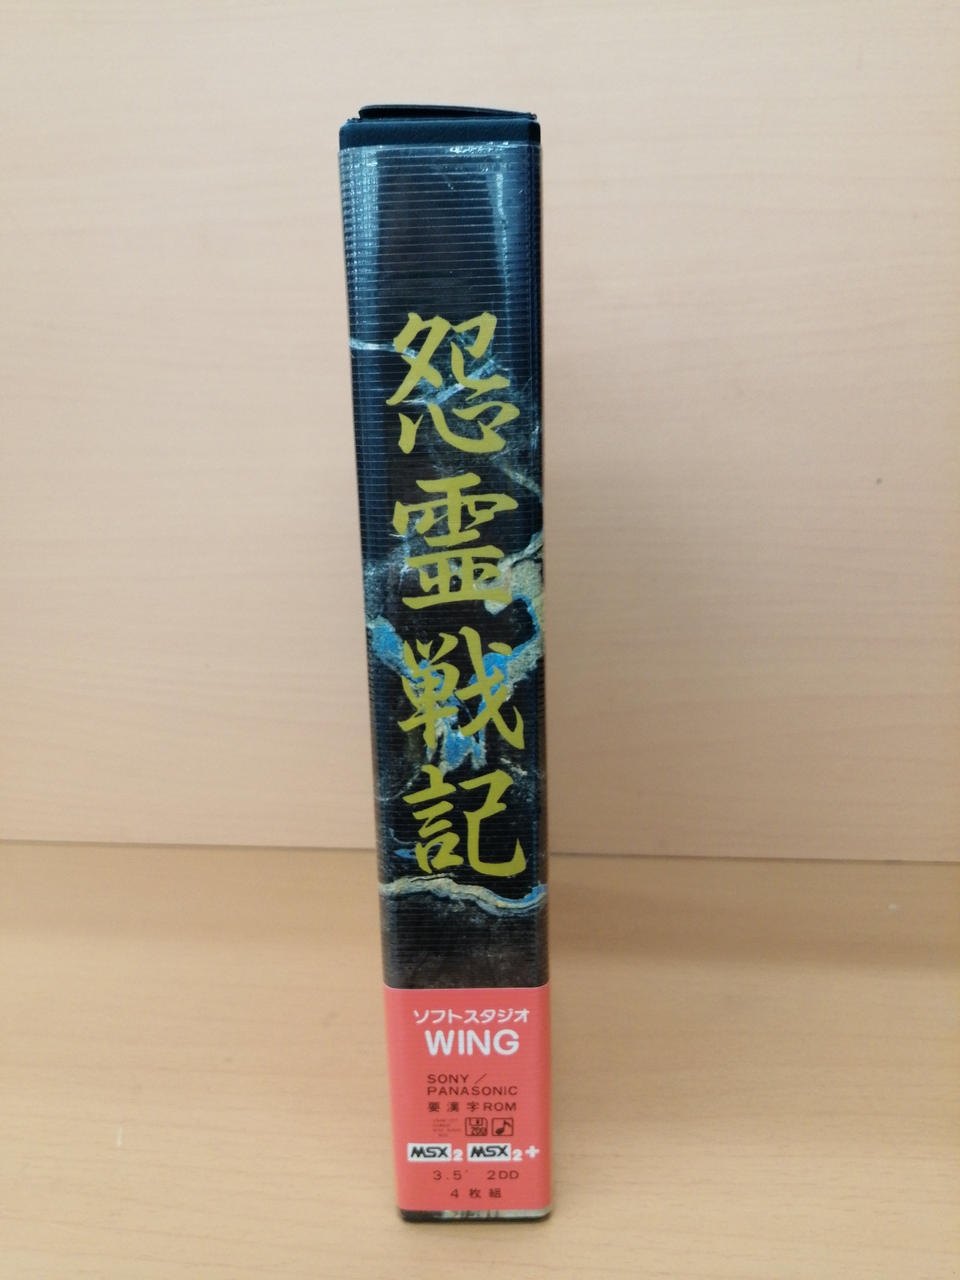 怨霊戦記
ソフトスタジオ
WING
SONY／
PANASONIC
要漢字ROM
MSX2 MSX2+
3.5″ 2DD
4枚組